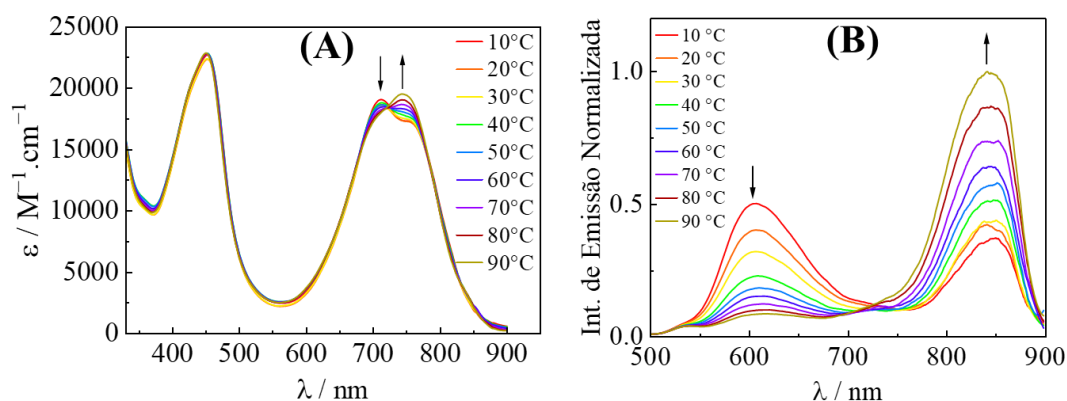 (A)
25000
20000
15000
10000
5000
0
ε / M⁻¹.cm⁻¹
400 500 600 700 800 900
λ / nm
10°C
20°C
30°C
40°C
50°C
60°C
70°C
80°C
90°C
(B)
1.0
0.5
0.0
Int. de Emissão Normalizada
500 600 700 800 900
λ / nm
10 °C
20 °C
30 °C
40 °C
50 °C
60 °C
70 °C
80 °C
90 °C